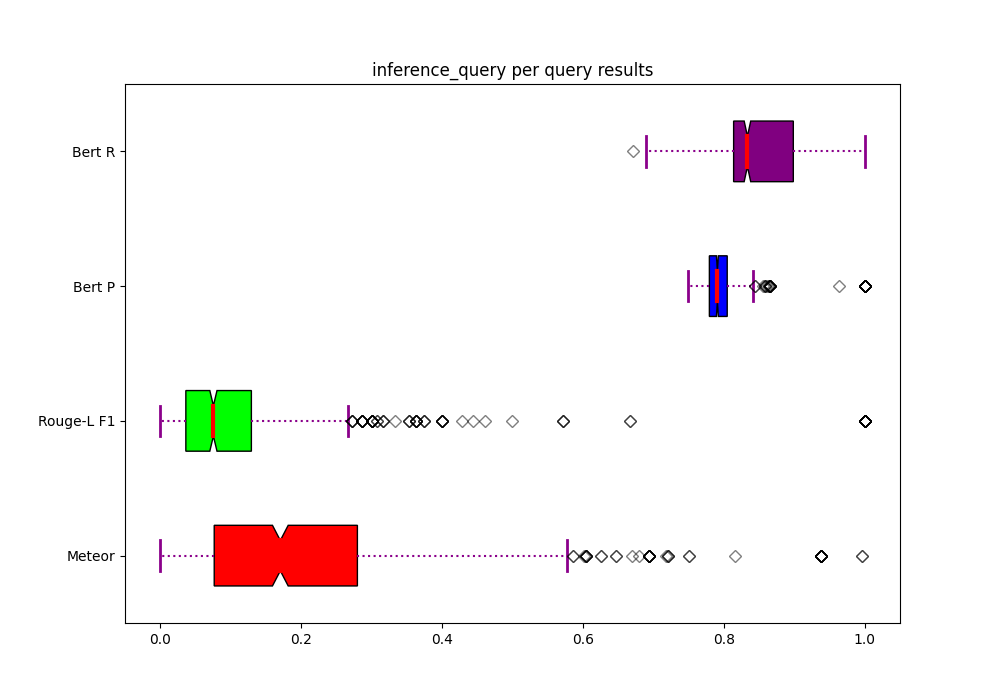 inference_query per query results
Bert R
Bert P
Rouge-L F1
Meteor
0.0 0.2 0.4 0.6 0.8 1.0